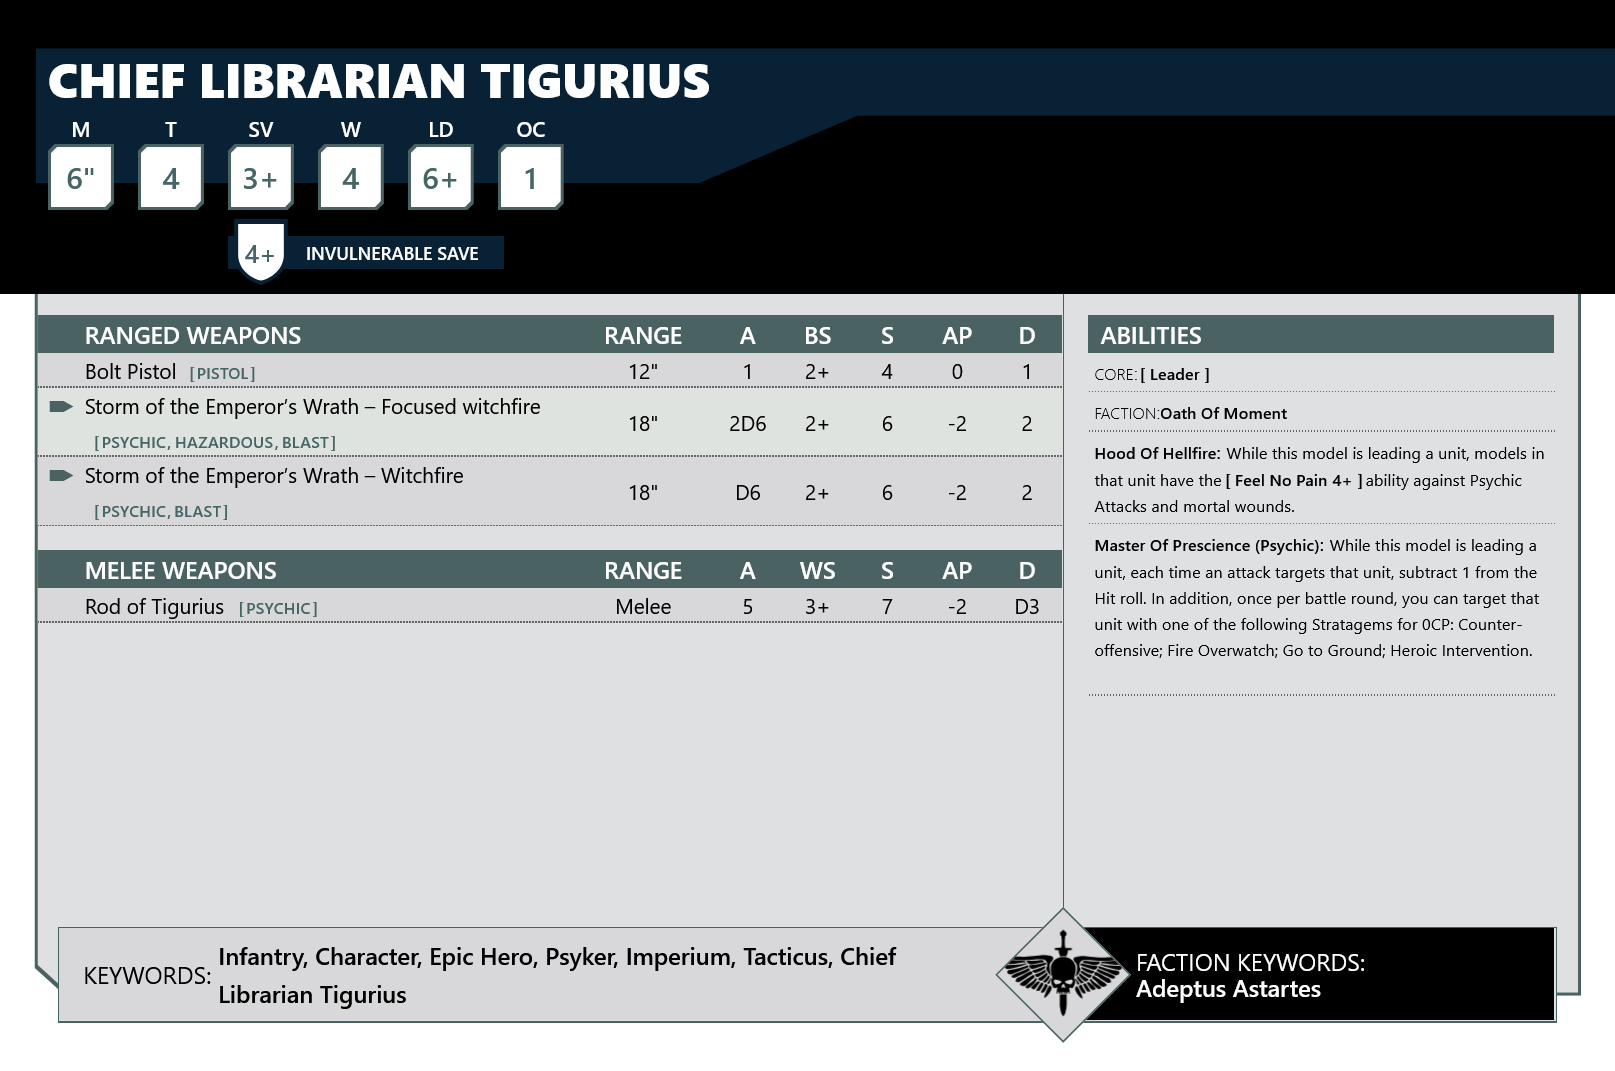 CHIEF LIBRARIAN TIGURIUS
M T SV W LD OC
6" 4 3+ 4 6+ 1
4+ INVULNERABLE SAVE
RANGED WEAPONS RANGE A BS S AP D
Bolt Pistol [PISTOL] 12" 1 2+ 4 0 1
Storm of the Emperor’s Wrath – Focused witchfire
[PSYCHIC, HAZARDOUS, BLAST] 18" 2D6 2+ 6 -2 2
Storm of the Emperor’s Wrath – Witchfire
[PSYCHIC, BLAST] 18" D6 2+ 6 -2 2
MELEE WEAPONS RANGE A WS S AP D
Rod of Tigurius [PSYCHIC] Melee 5 3+ 7 -2 D3
ABILITIES
CORE: [ Leader ]
FACTION:Oath Of Moment
Hood Of Hellfire: While this model is leading a unit, models in
that unit have the [ Feel No Pain 4+ ] ability against Psychic
Attacks and mortal wounds.
Master Of Prescience (Psychic): While this model is leading a
unit, each time an attack targets that unit, subtract 1 from the
Hit roll. In addition, once per battle round, you can target that
unit with one of the following Stratagems for 0CP: Counter-
offensive; Fire Overwatch; Go to Ground; Heroic Intervention.
KEYWORDS: Infantry, Character, Epic Hero, Psyker, Imperium, Tacticus, Chief
Librarian Tigurius
FACTION KEYWORDS:
Adeptus Astartes